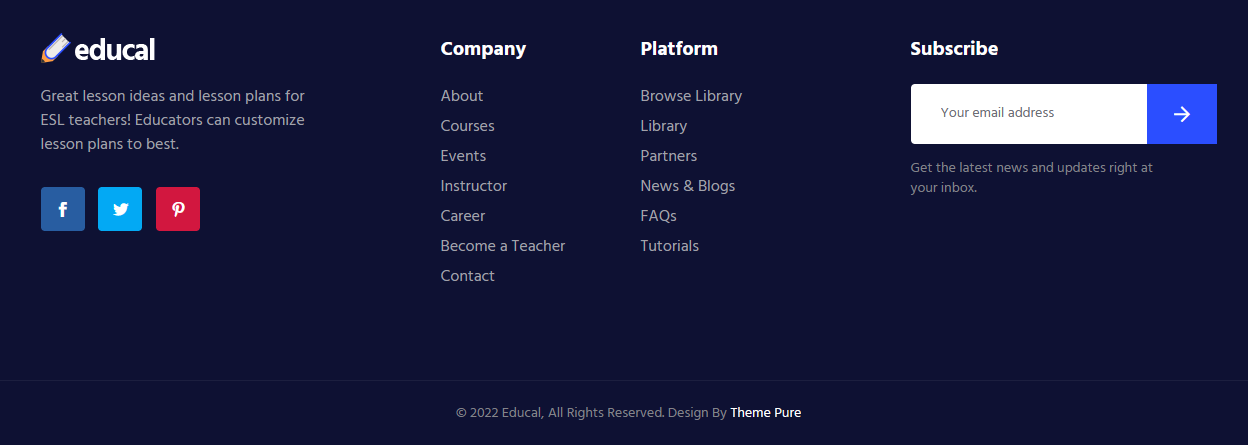 educal
Great lesson ideas and lesson plans for
ESL teachers! Educators can customize
lesson plans to best.
Company
About
Courses
Events
Instructor
Career
Become a Teacher
Contact
Platform
Browse Library
Library
Partners
News & Blogs
FAQs
Tutorials
Subscribe
Your email address
Get the latest news and updates right at
your inbox.
© 2022 Educal, All Rights Reserved. Design By Theme Pure